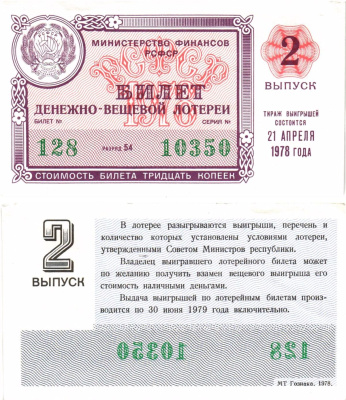 МИНИСТЕРСТВО ФИНАНСОВ
РСФСР
БИЛЕТ
1978
ДЕНЕЖНО-ВЕЩЕВОЙ ЛОТЕРЕИ
БИЛЕТ № СЕРИЯ №
128 РАЗРЯД 54 10350
СТОИМОСТЬ БИЛЕТА ТРИДЦАТЬ КОПЕЕК
2
ВЫПУСК
ТИРАЖ ВЫИГРЫШЕЙ
СОСТОИТСЯ
21 АПРЕЛЯ
1978 ГОДА
2
ВЫПУСК
В лотерее разыгрываются выигрыши, перечень и
количество которых установлены условиями лотереи,
утвержденными Советом Министров республики.
Владелец выигравшего лотерейного билета может
по желанию получить взамен вещевого выигрыша его
стоимость наличными деньгами.
Выдача выигрышей по лотерейным билетам произ-
водится по 30 июня 1979 года включительно.
10350 128
МТ Гознака. 1978.